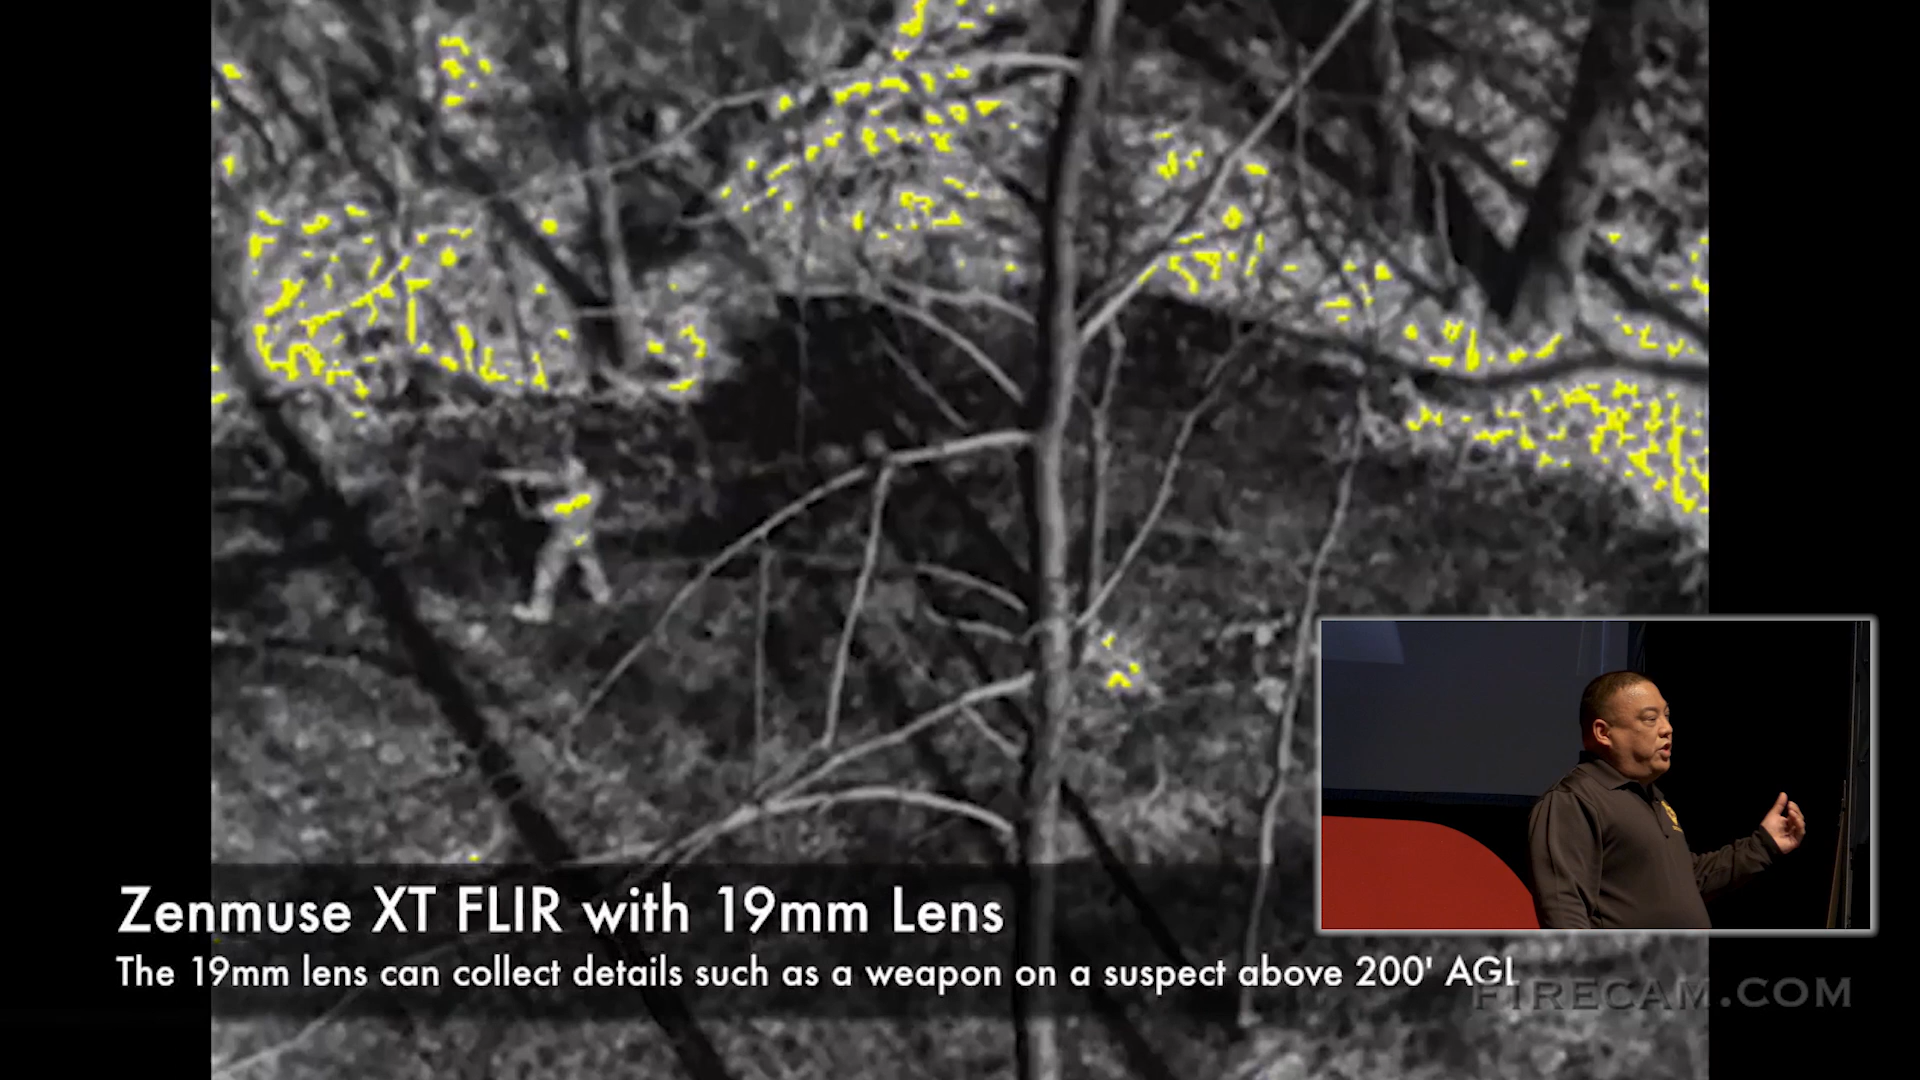 Zenmuse XT FLIR with 19mm Lens
The 19mm lens can collect details such as a weapon on a suspect above 200' AGL
FIRECAM.COM